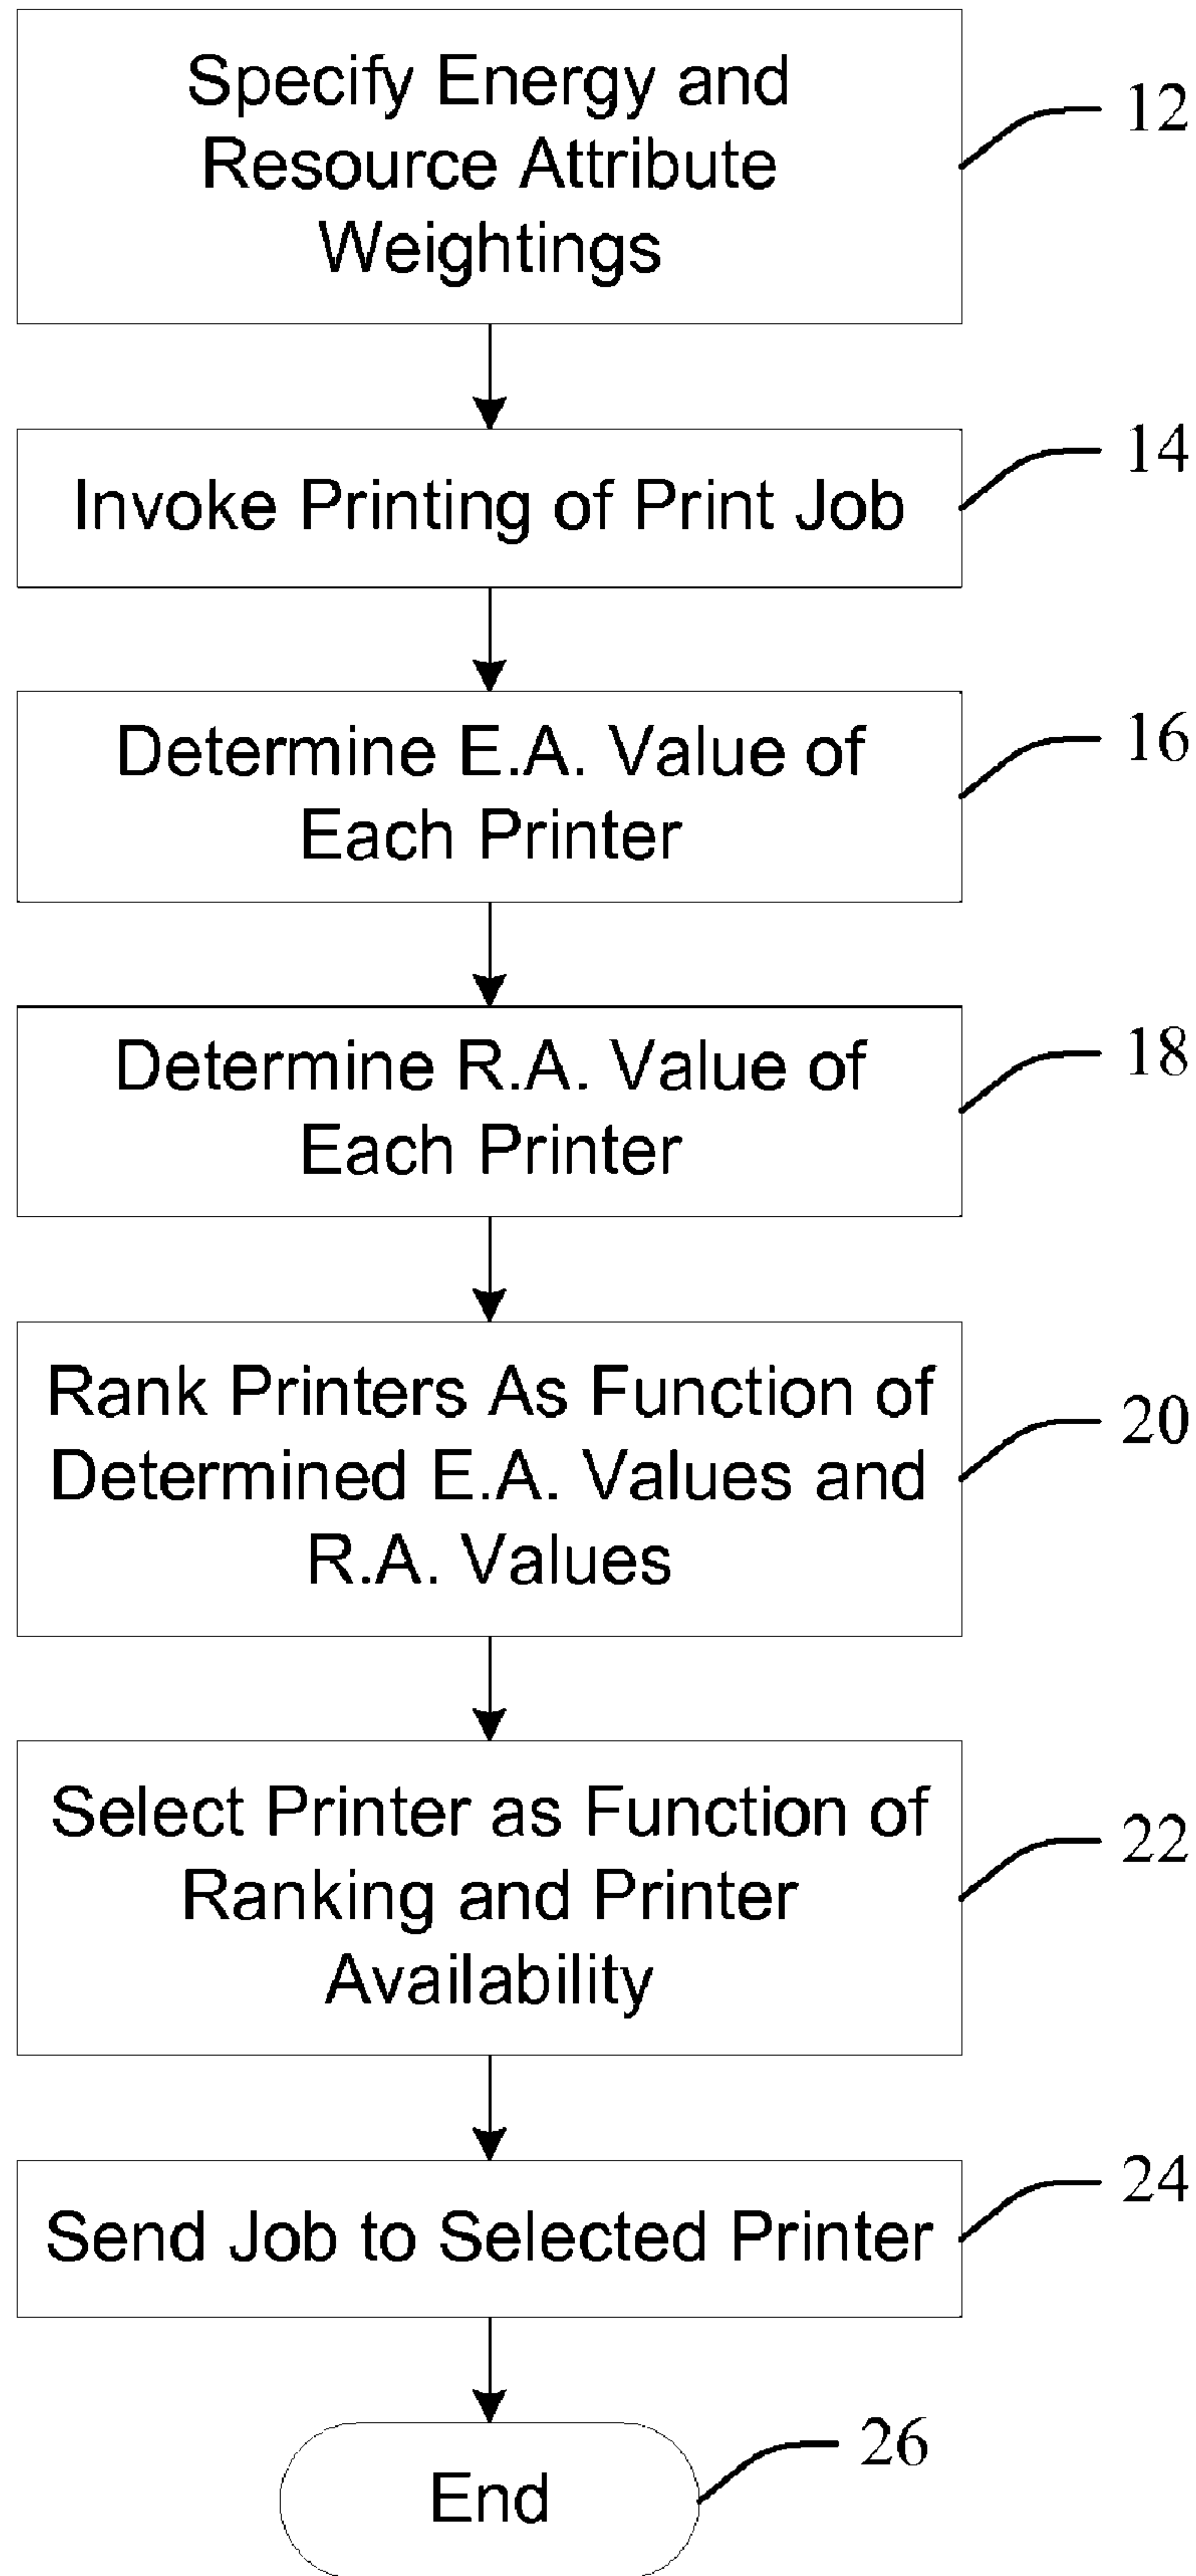 Specify Energy and
Resource Attribute
Weightings
12
Invoke Printing of Print Job
14
Determine E.A. Value of
Each Printer
16
Determine R.A. Value of
Each Printer
18
Rank Printers As Function of
Determined E.A. Values and
R.A. Values
20
Select Printer as Function of
Ranking and Printer
Availability
22
Send Job to Selected Printer
24
End
26